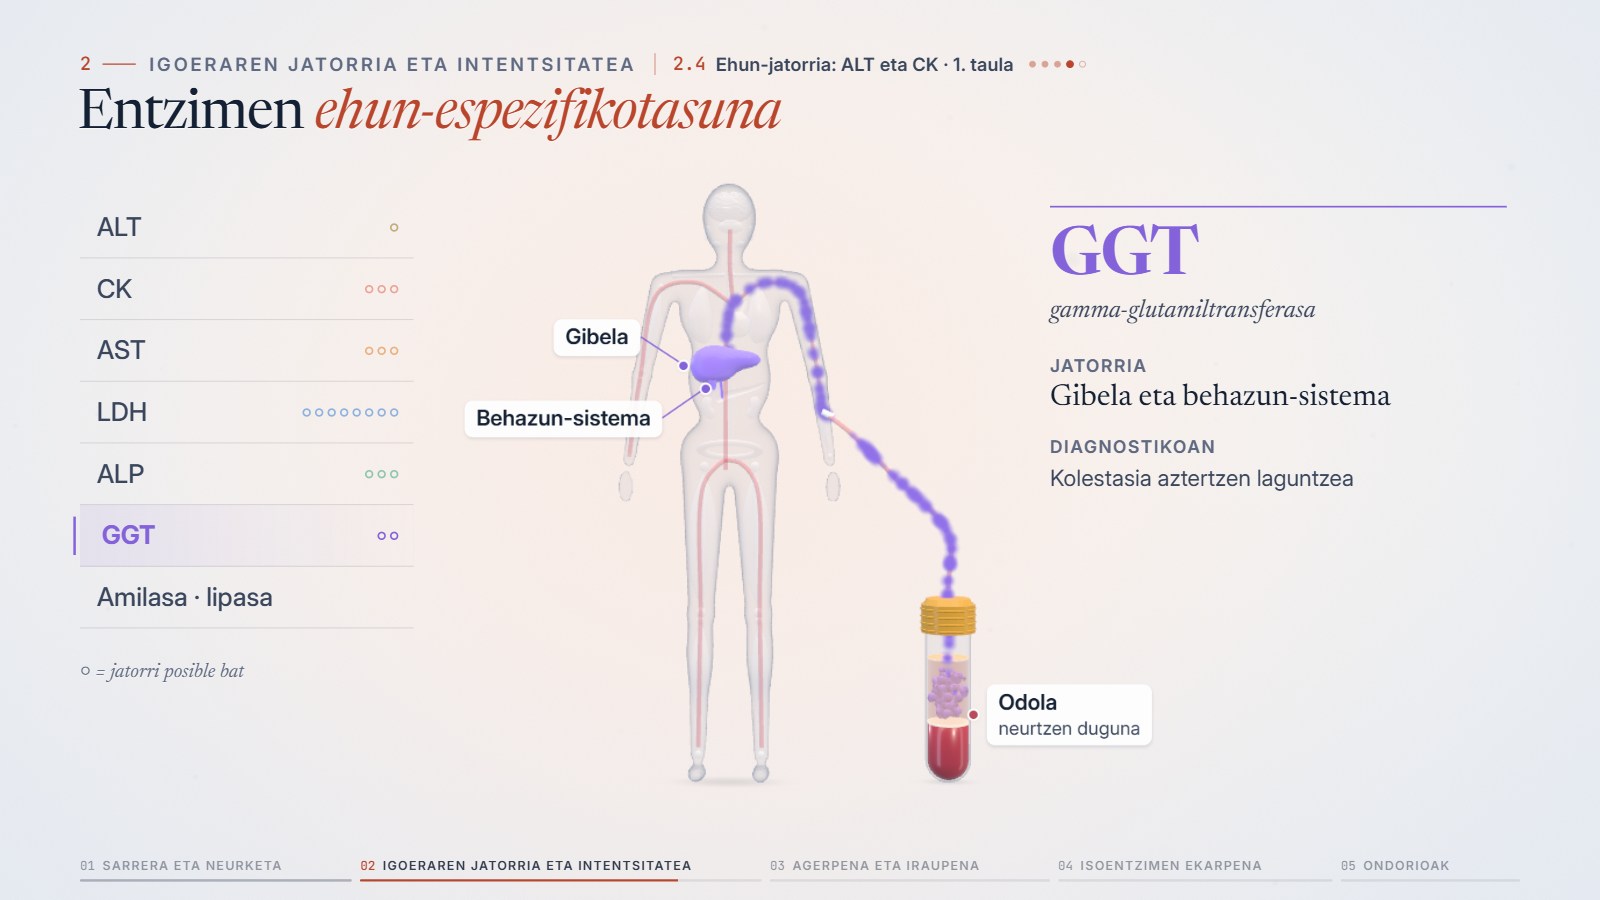 2 — IGOERAREN JATORRIA ETA INTENTSITATEA | 2.4 Ehun-jatorria: ALT eta CK · 1. taula
Entzimen ehun-espezifikotasuna
ALT
CK
AST
LDH
ALP
GGT
Amilasa · lipasa
= jatorri posible bat
Gibela
Behazun-sistema
Odola
neurtzen duguna
GGT
gamma-glutamiltransferasa
JATORRIA
Gibela eta behazun-sistema
DIAGNOSTIKOAN
Kolestasia aztertzen laguntzea
01 SARRERA ETA NEURKETA
02 IGOERAREN JATORRIA ETA INTENTSITATEA
03 AGERPENA ETA IRAUPENA
04 ISOENTZIMEN EKARPENA
05 ONDORIOAK